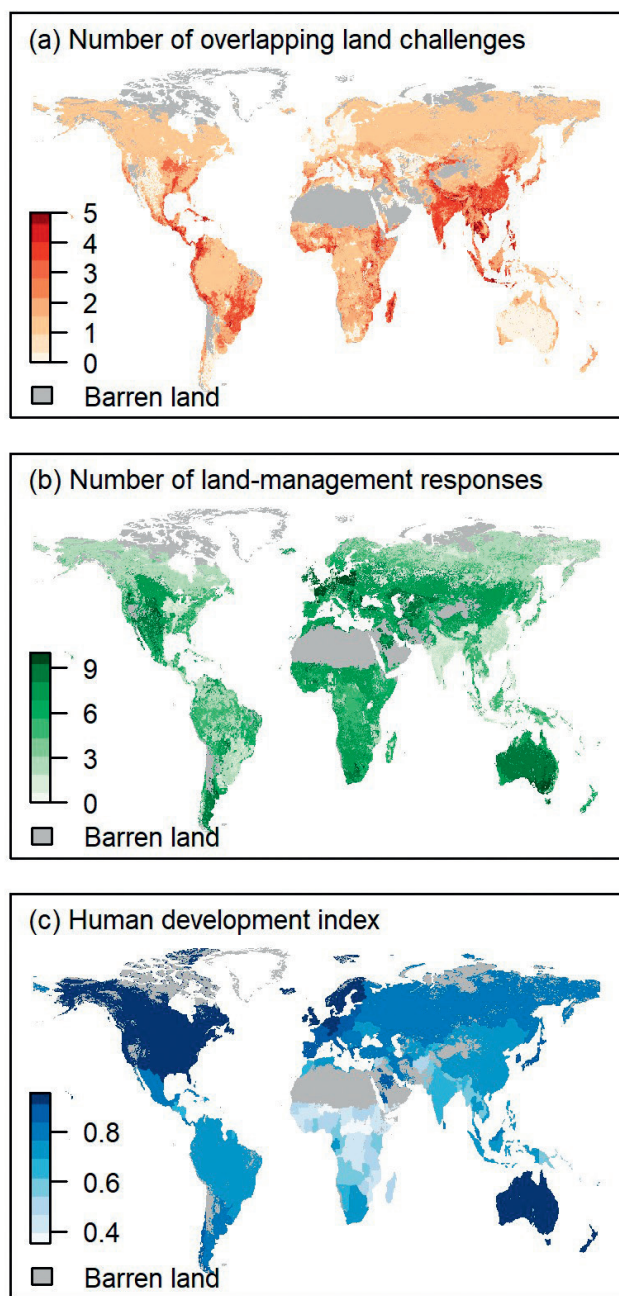 (a) Number of overlapping land challenges
5
4
3
2
1
0
Barren land
(b) Number of land-management responses
9
6
3
0
Barren land
(c) Human development index
0.8
0.6
0.4
Barren land